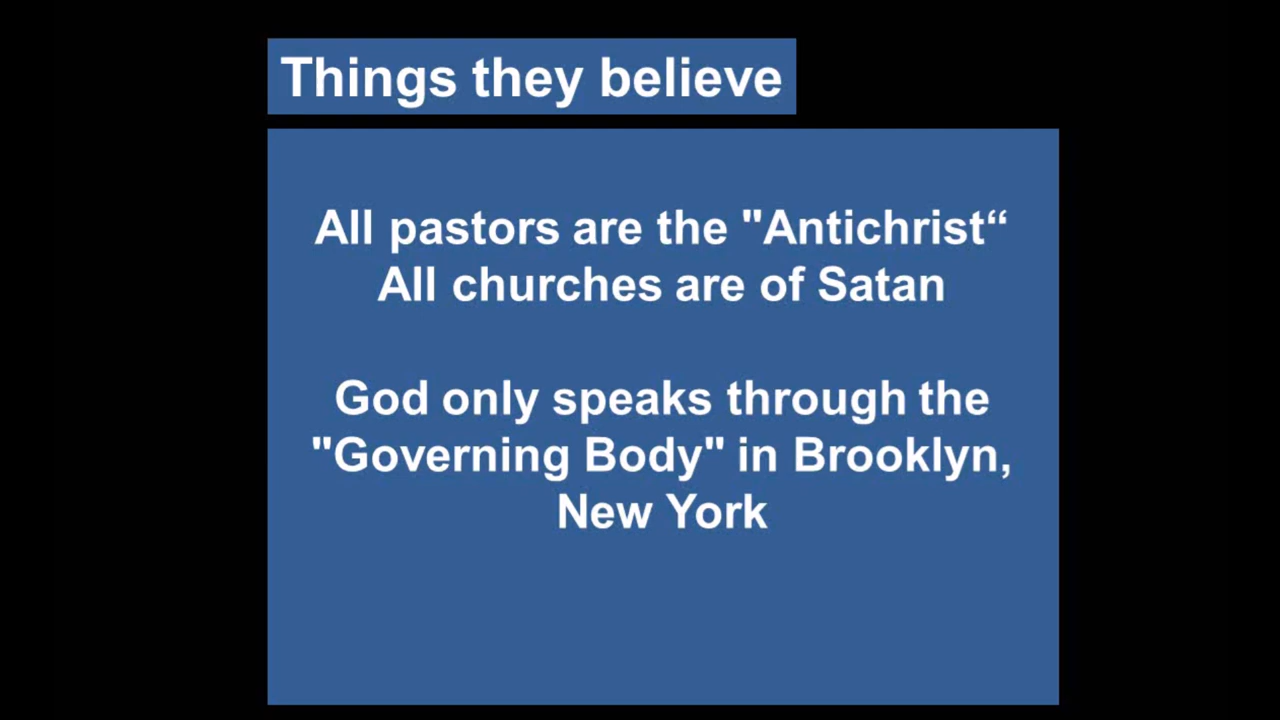 Things they believe
All pastors are the "Antichrist“
All churches are of Satan
God only speaks through the
"Governing Body" in Brooklyn,
New York